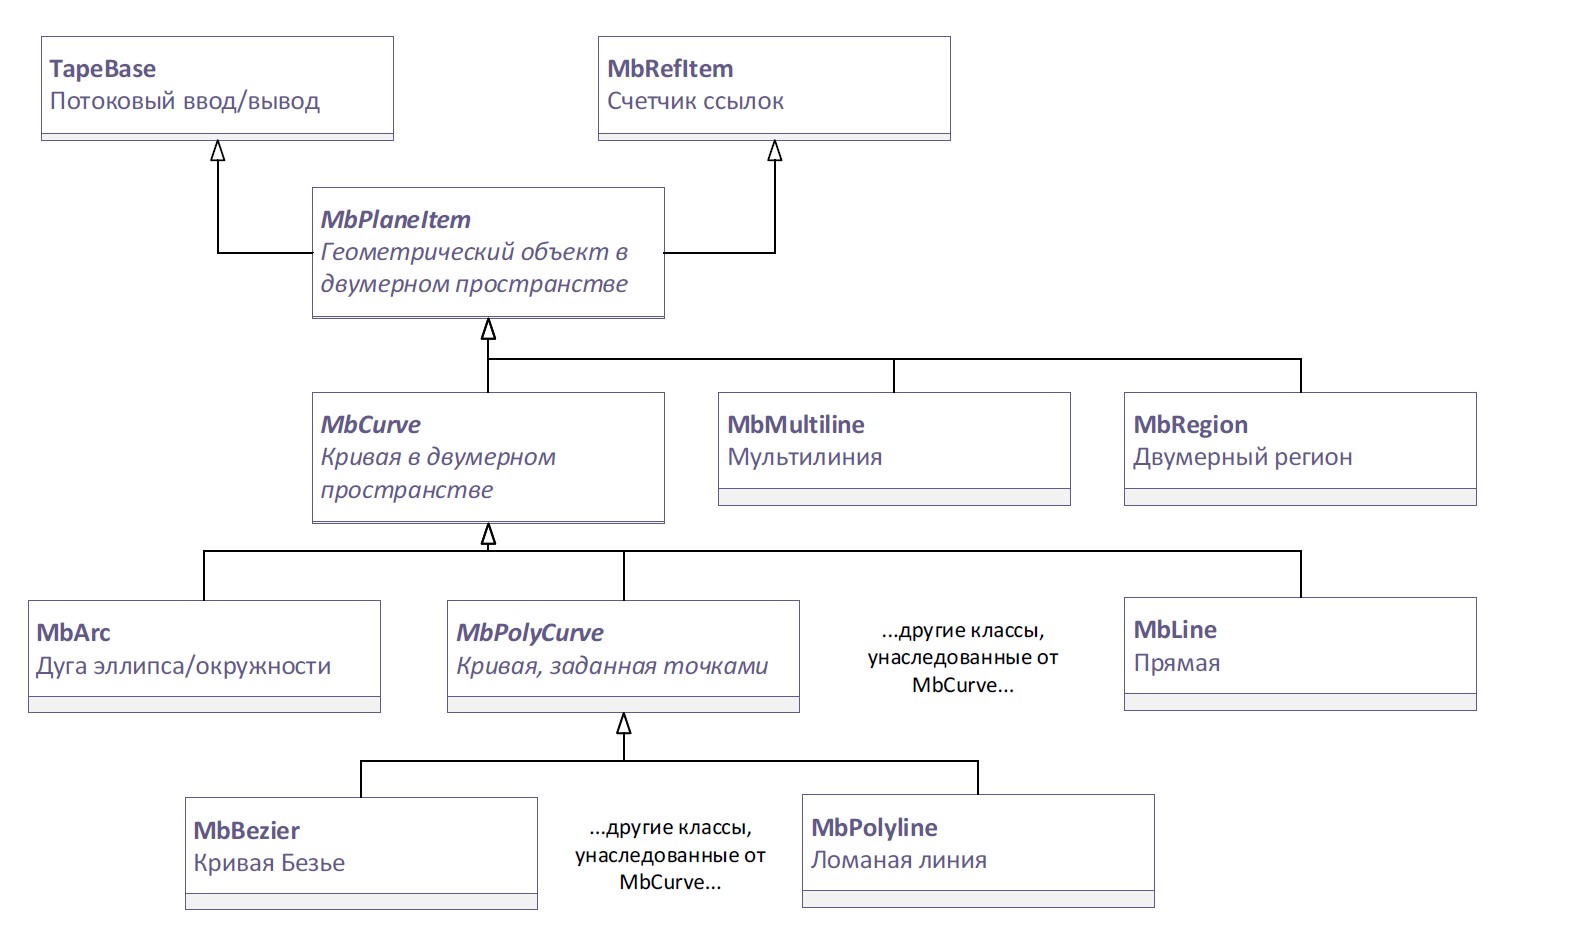 TapeBase
Потоковый ввод/вывод
MbRefItem
Счетчик ссылок
MbPlaneItem
Геометрический объект в
двумерном пространстве
MbCurve
Кривая в двумерном
пространстве
MbMultiline
Мультилиния
MbRegion
Двумерный регион
MbArc
Дуга эллипса/окружности
MbPolyCurve
Кривая, заданная точками
...другие классы,
унаследованные от
MbCurve...
MbLine
Прямая
MbBezier
Кривая Безье
...другие классы,
унаследованные от
MbCurve...
MbPolyline
Ломаная линия